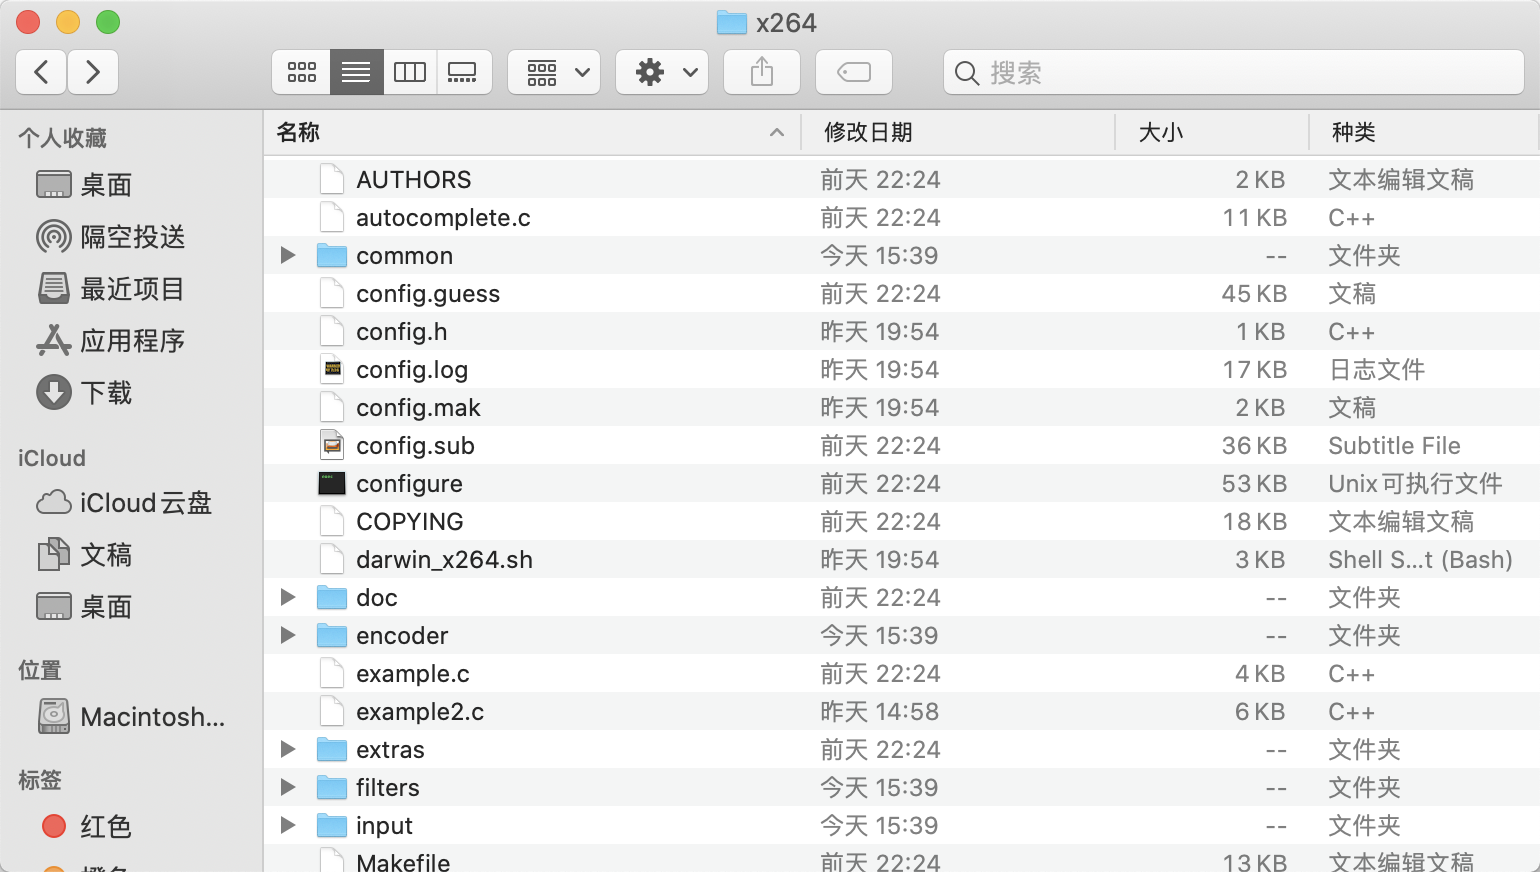 x264
搜索
个人收藏
桌面
隔空投送
最近项目
应用程序
下载
iCloud
iCloud云盘
文稿
桌面
位置
Macintosh...
标签
红色
橙色
名称 修改日期 大小 种类
AUTHORS 前天 22:24 2 KB 文本编辑文稿
autocomplete.c 前天 22:24 11 KB C++
common 今天 15:39 -- 文件夹
config.guess 前天 22:24 45 KB 文稿
config.h 昨天 19:54 1 KB C++
config.log 昨天 19:54 17 KB 日志文件
config.mak 昨天 19:54 2 KB 文稿
config.sub 前天 22:24 36 KB Subtitle File
configure 前天 22:24 53 KB Unix可执行文件
COPYING 前天 22:24 18 KB 文本编辑文稿
darwin_x264.sh 昨天 19:54 3 KB Shell S...t (Bash)
doc 前天 22:24 -- 文件夹
encoder 今天 15:39 -- 文件夹
example.c 前天 22:24 4 KB C++
example2.c 昨天 14:58 6 KB C++
extras 前天 22:24 -- 文件夹
filters 今天 15:39 -- 文件夹
input 今天 15:39 -- 文件夹
Makefile 前天 22:24 13 KB 文本编辑文稿